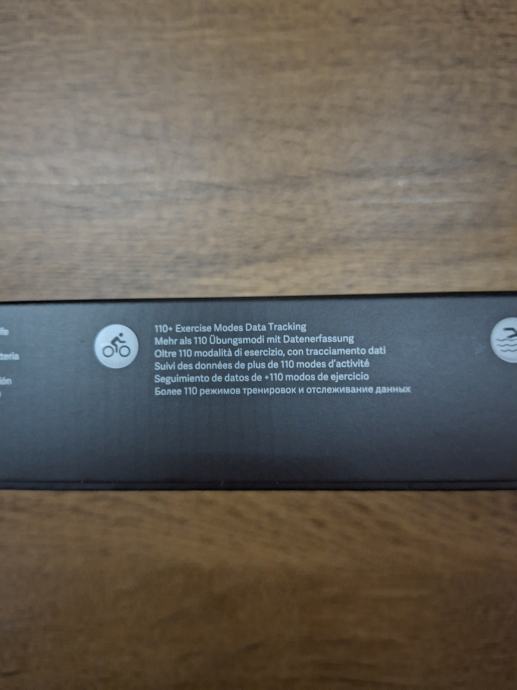 110+ Exercise Modes Data Tracking
Mehr als 110 Übungsmodi mit Datenerfassung
Oltre 110 modalità di esercizio, con tracciamento dati
Suivi des données de plus de 110 modes d'activité
Seguimiento de datos de +110 modos de ejercicio
Более 110 режимов тренировок и отслеживание данных